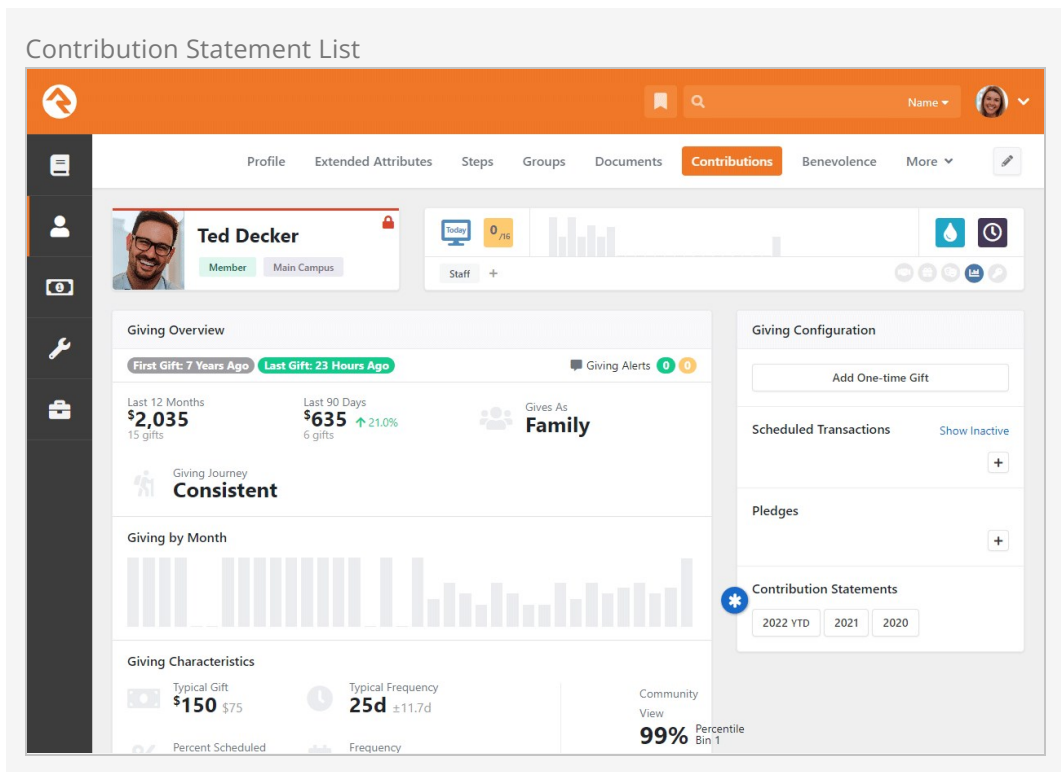 Contribution Statement List
Name
Profile Extended Attributes Steps Groups Documents Contributions Benevolence More
Ted Decker
Member Main Campus
Today 0 /16
Staff +
Giving Overview
First Gift: 7 Years Ago Last Gift: 23 Hours Ago Giving Alerts 0 0
Last 12 Months
$2,035
15 gifts
Last 90 Days
$635 21.0%
6 gifts
Gives As
Family
Giving Journey
Consistent
Giving by Month
Giving Characteristics
Typical Gift
$150 $75
Typical Frequency
25d ±11.7d
Community
View
99% Percentile
Bin 1
Percent Scheduled
Frequency
Giving Configuration
Add One-time Gift
Scheduled Transactions Show Inactive
+
Pledges
+
Contribution Statements
2022 YTD 2021 2020